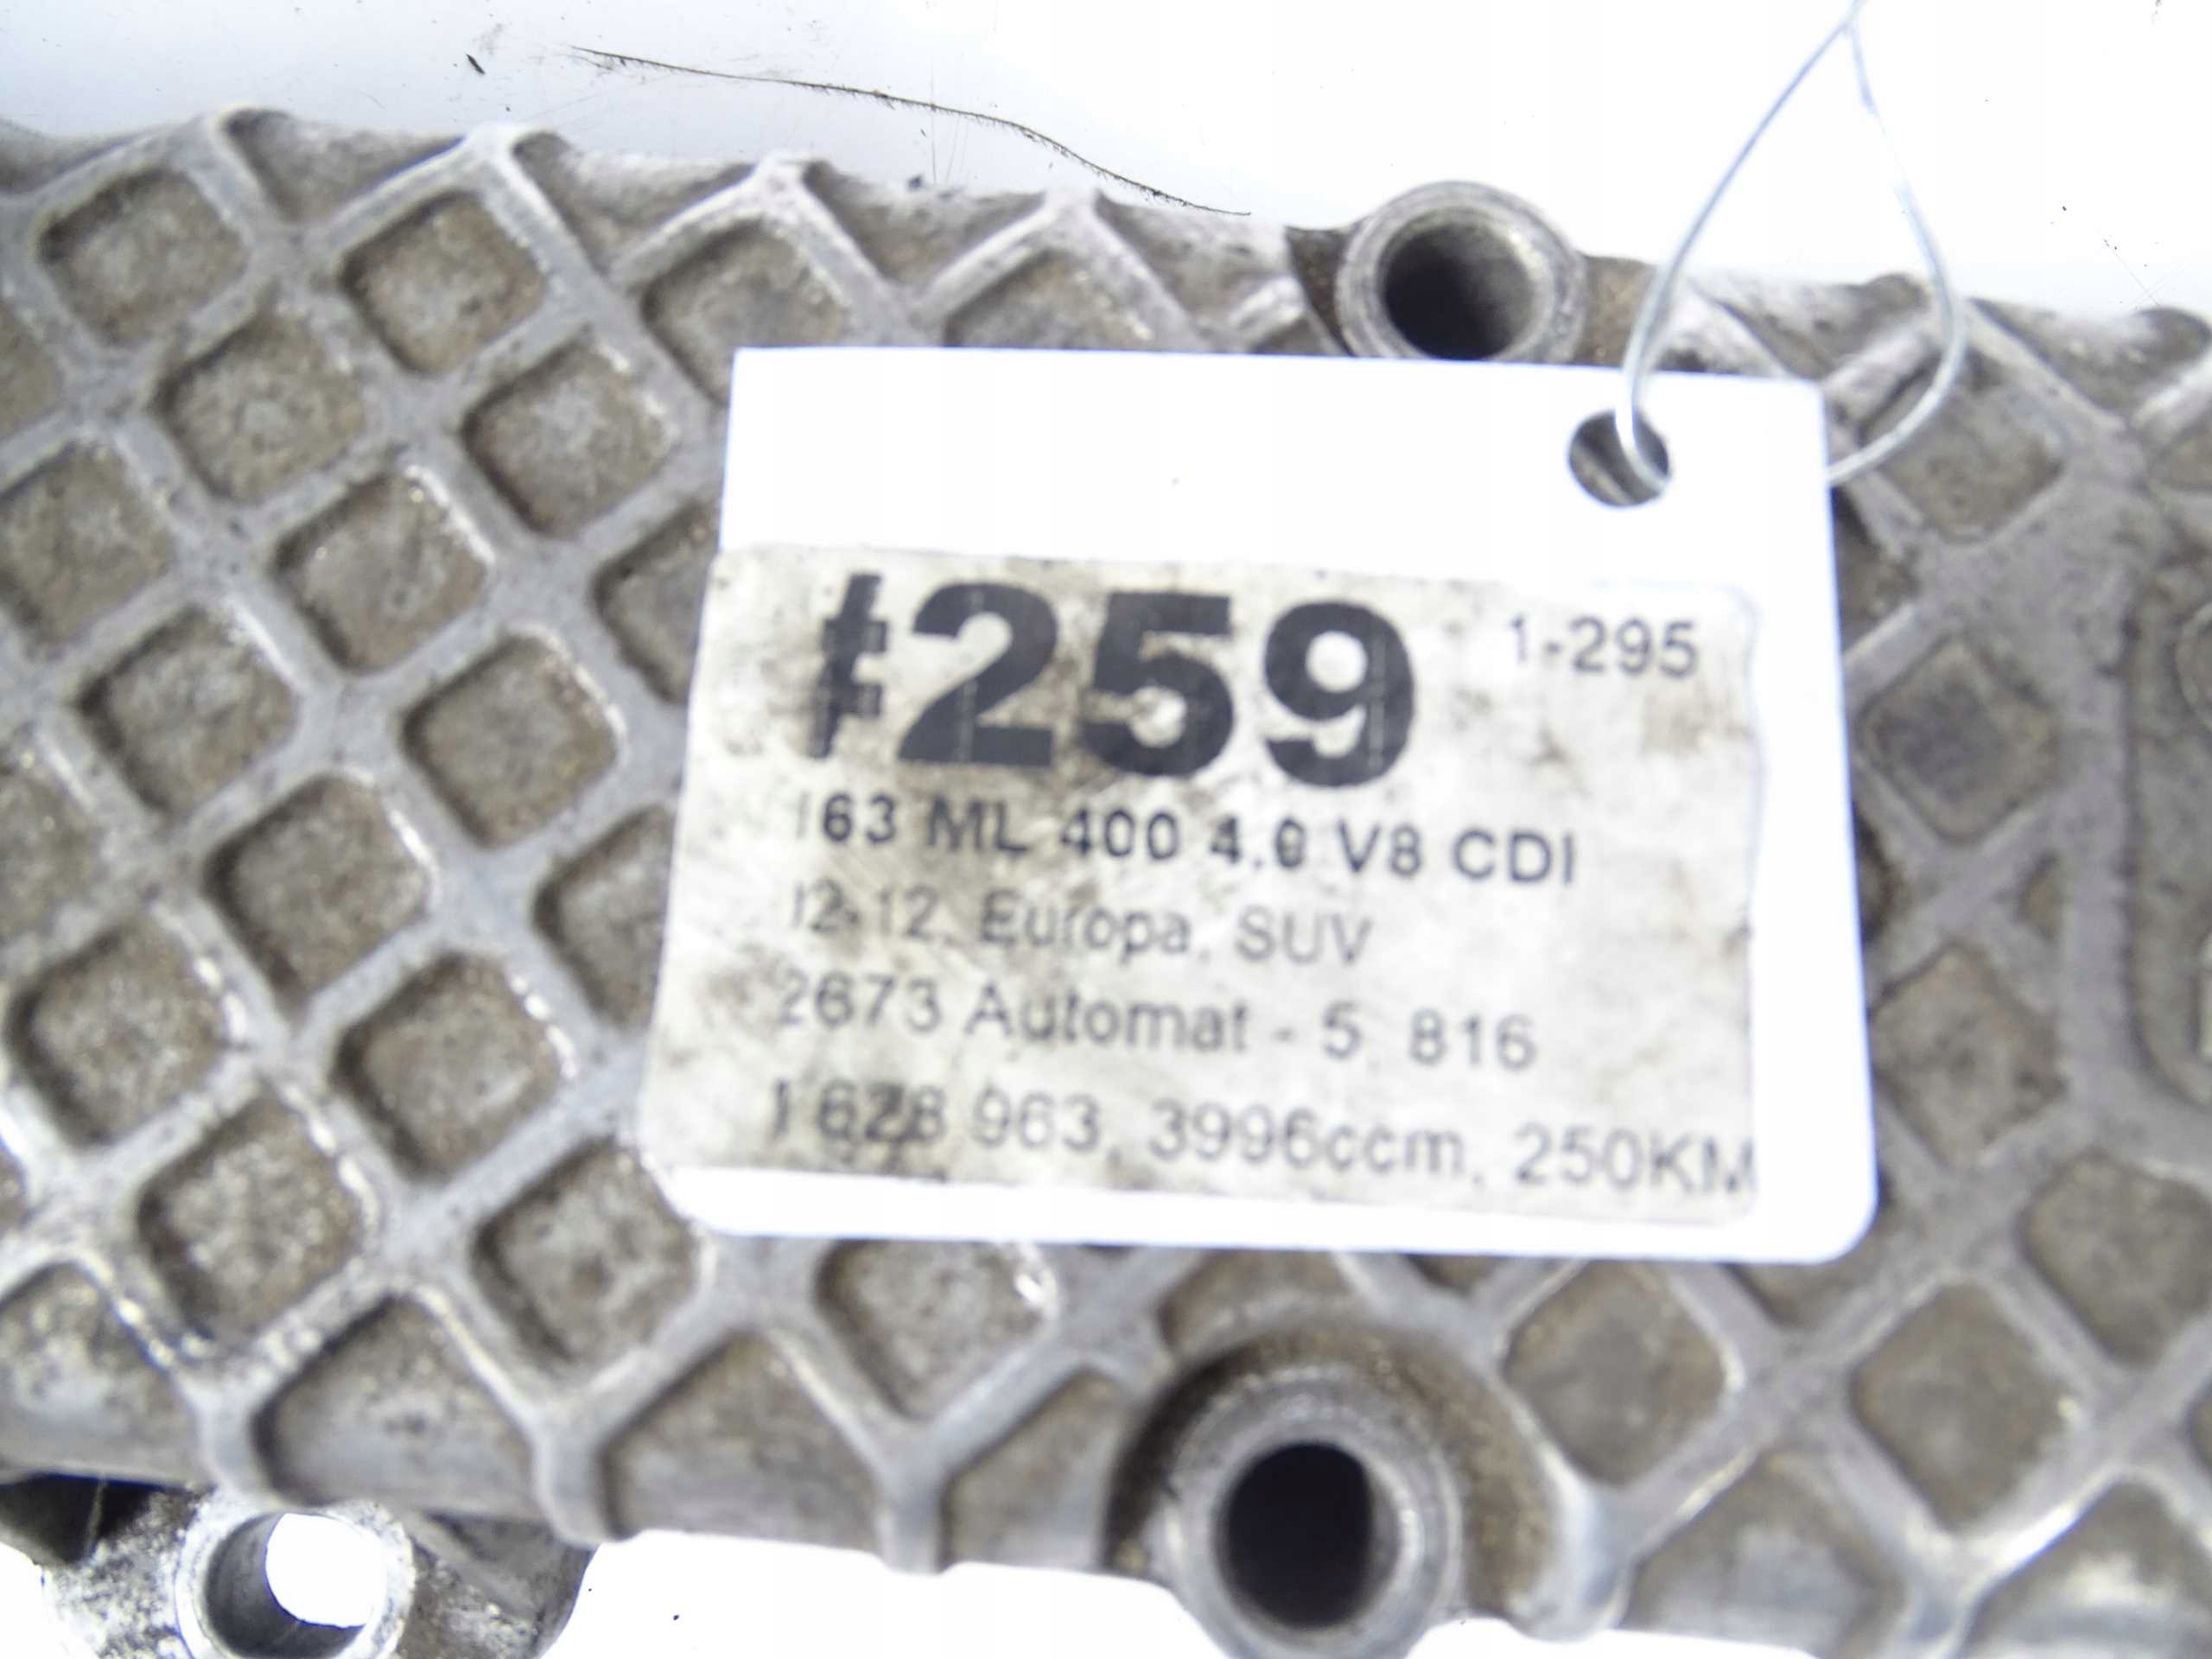 ‡259 1-295
163 ML 400 4.0 V8 CDI
12-12, Europa, SUV
2673 Automat - 5 816
628 963, 3996ccm, 250KM